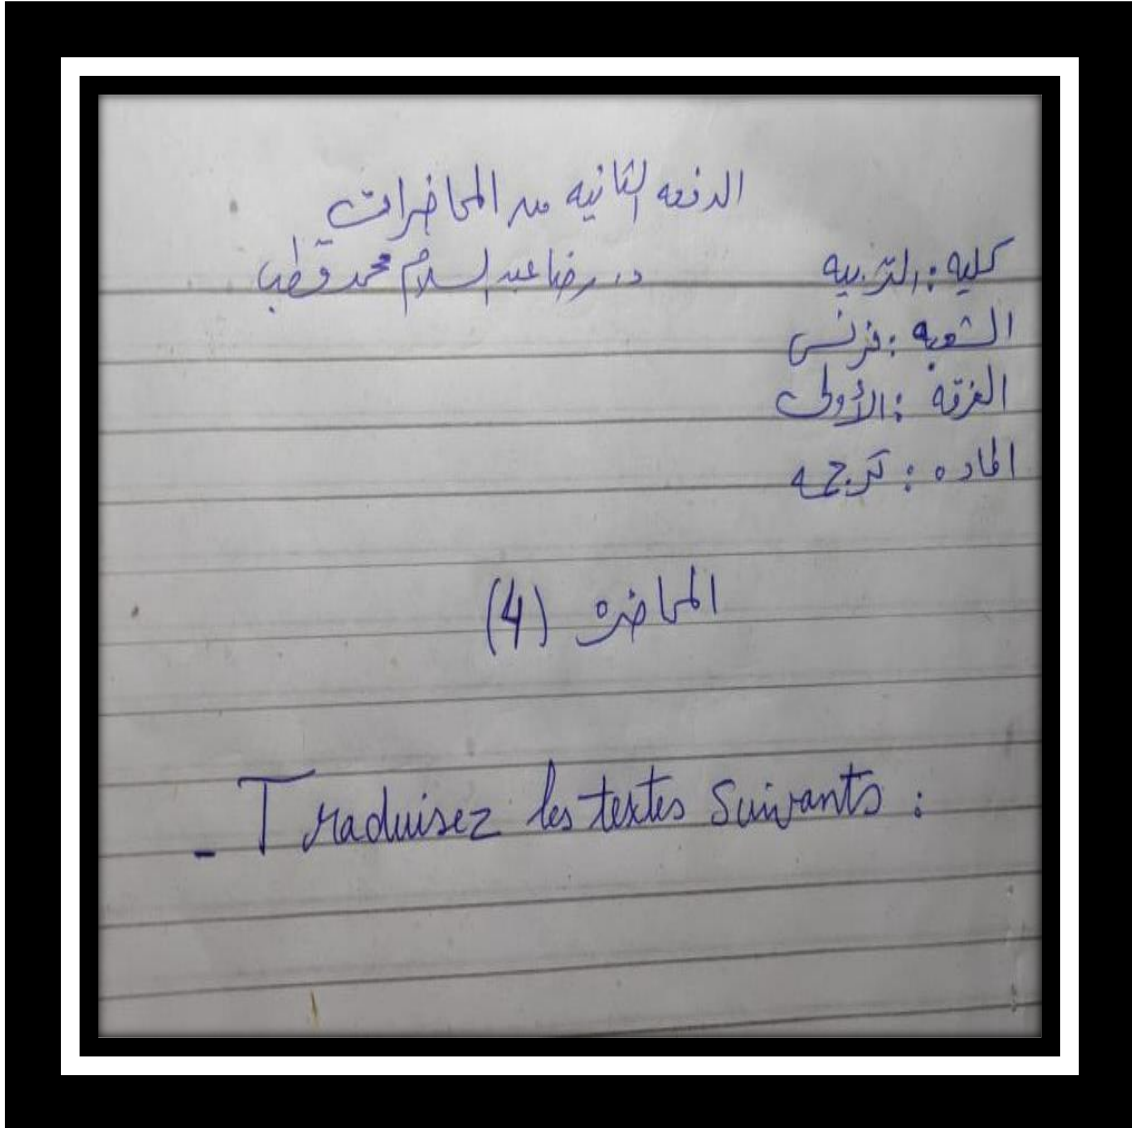 الدفعه الثانيه من المحاضرات
د. رضا عبد السلام محمد قطب
كليه : التربيه
الشعبه : فرنسى
الفرقه : الأولى
الماده : ترجمه
المحاضره (4)
- Traduisez les textes suivants :